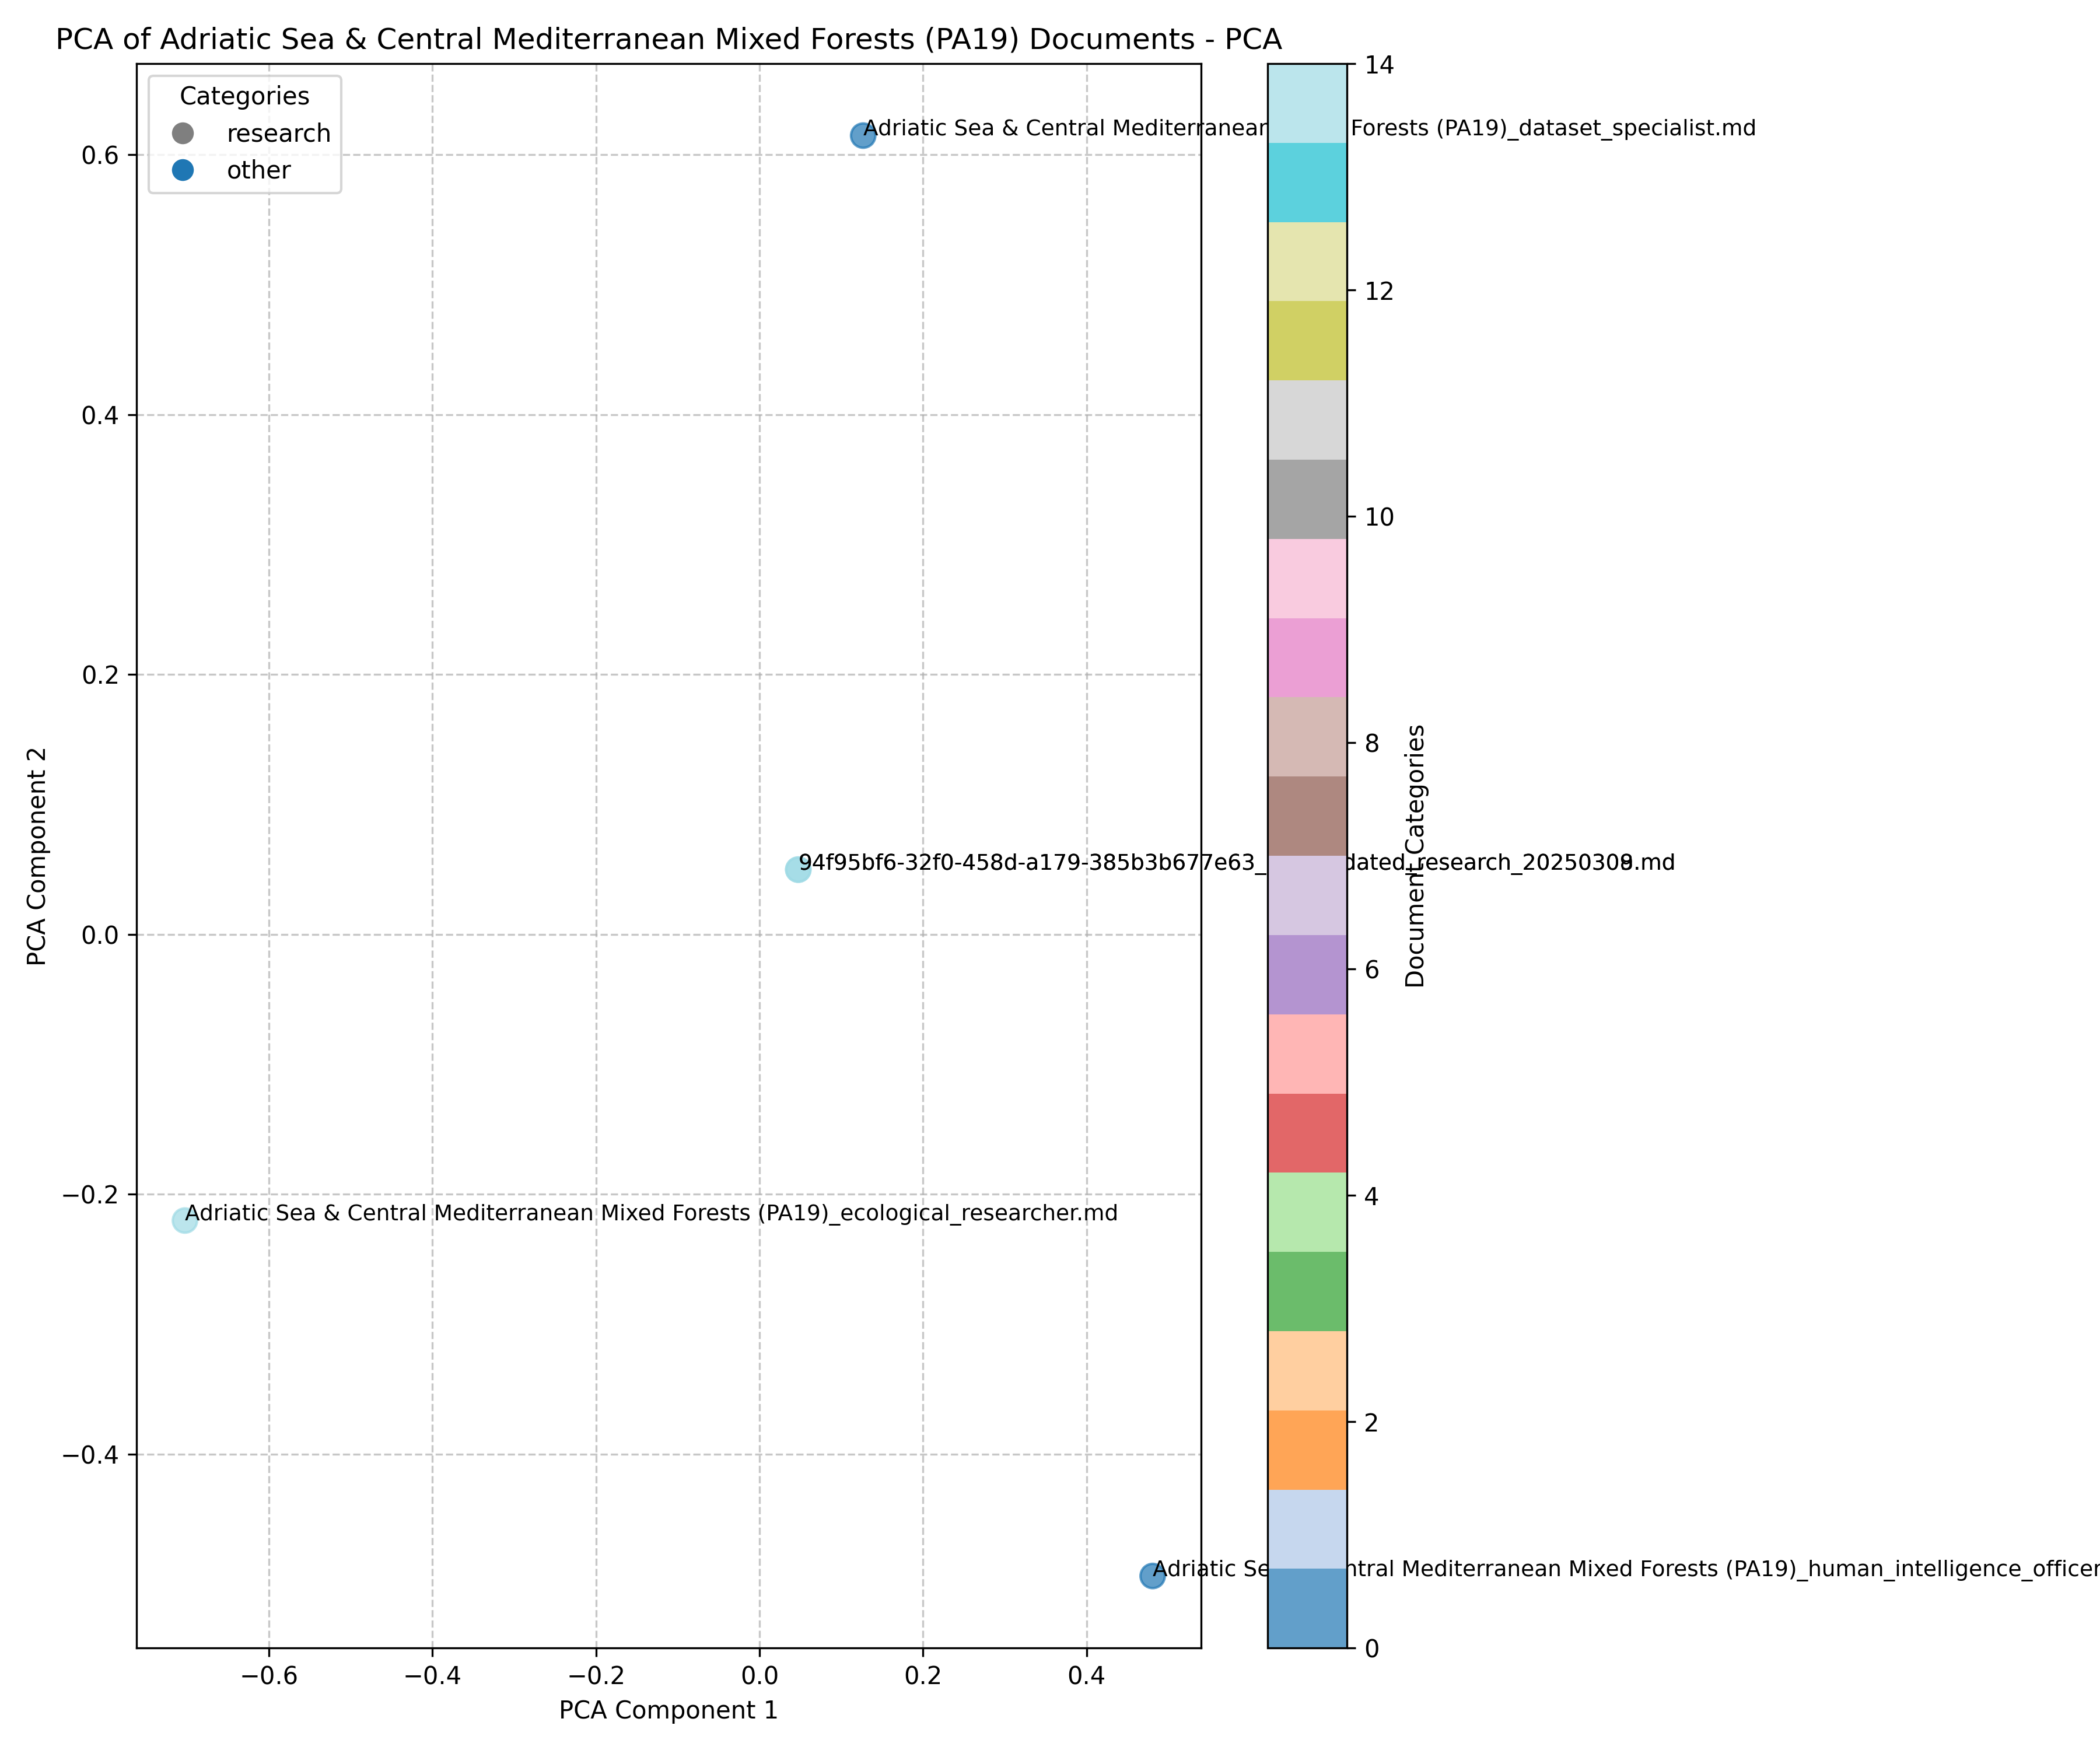 PCA of Adriatic Sea & Central Mediterranean Mixed Forests (PA19) Documents - PCA
Categories
research
other
Adriatic Sea & Central Mediterranean Forests (PA19)_dataset_specialist.md
94f95bf6-32f0-458d-a179-385b3b677e63_ dated_research_2025030 .md
Adriatic Sea & Central Mediterranean Mixed Forests (PA19)_ecological_researcher.md
Adriatic Se ntral Mediterranean Mixed Forests (PA19)_human_intelligence_officer
PCA Component 2
0.6
0.4
0.2
0.0
−0.2
−0.4
−0.6
−0.4
−0.2
0.0
0.2
0.4
PCA Component 1
14
12
10
8
6
4
2
0
Document Categories